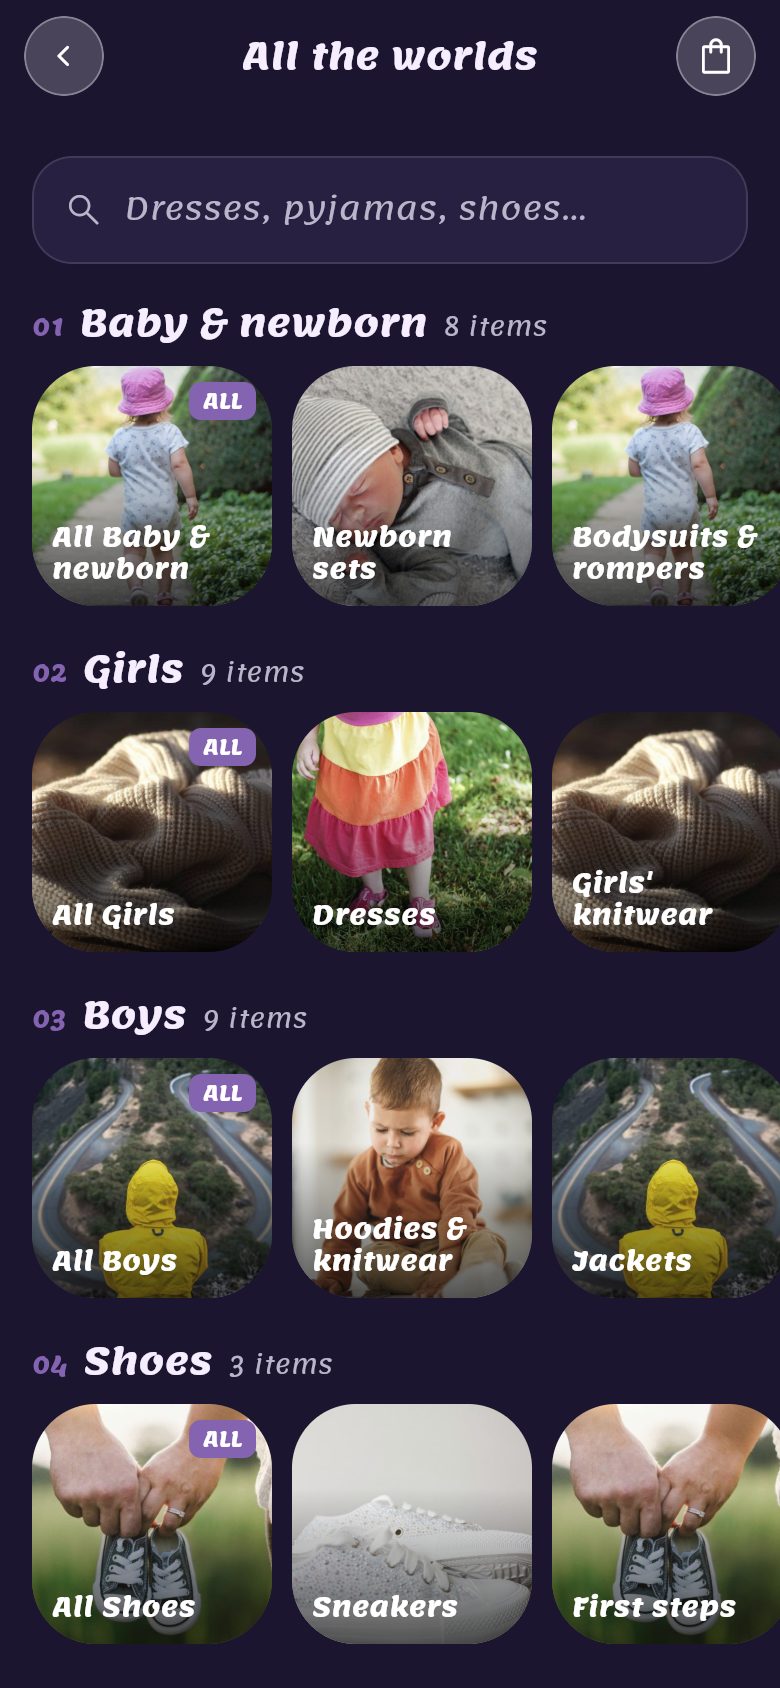 All the worlds
Dresses, pyjamas, shoes...
01 Baby & newborn 8 items
ALL
All Baby &
newborn
Newborn
sets
Bodysuits &
rompers
02 Girls 9 items
ALL
All Girls
Dresses
Girls'
knitwear
03 Boys 9 items
ALL
All Boys
Hoodies &
knitwear
Jackets
04 Shoes 3 items
ALL
All Shoes
Sneakers
First steps